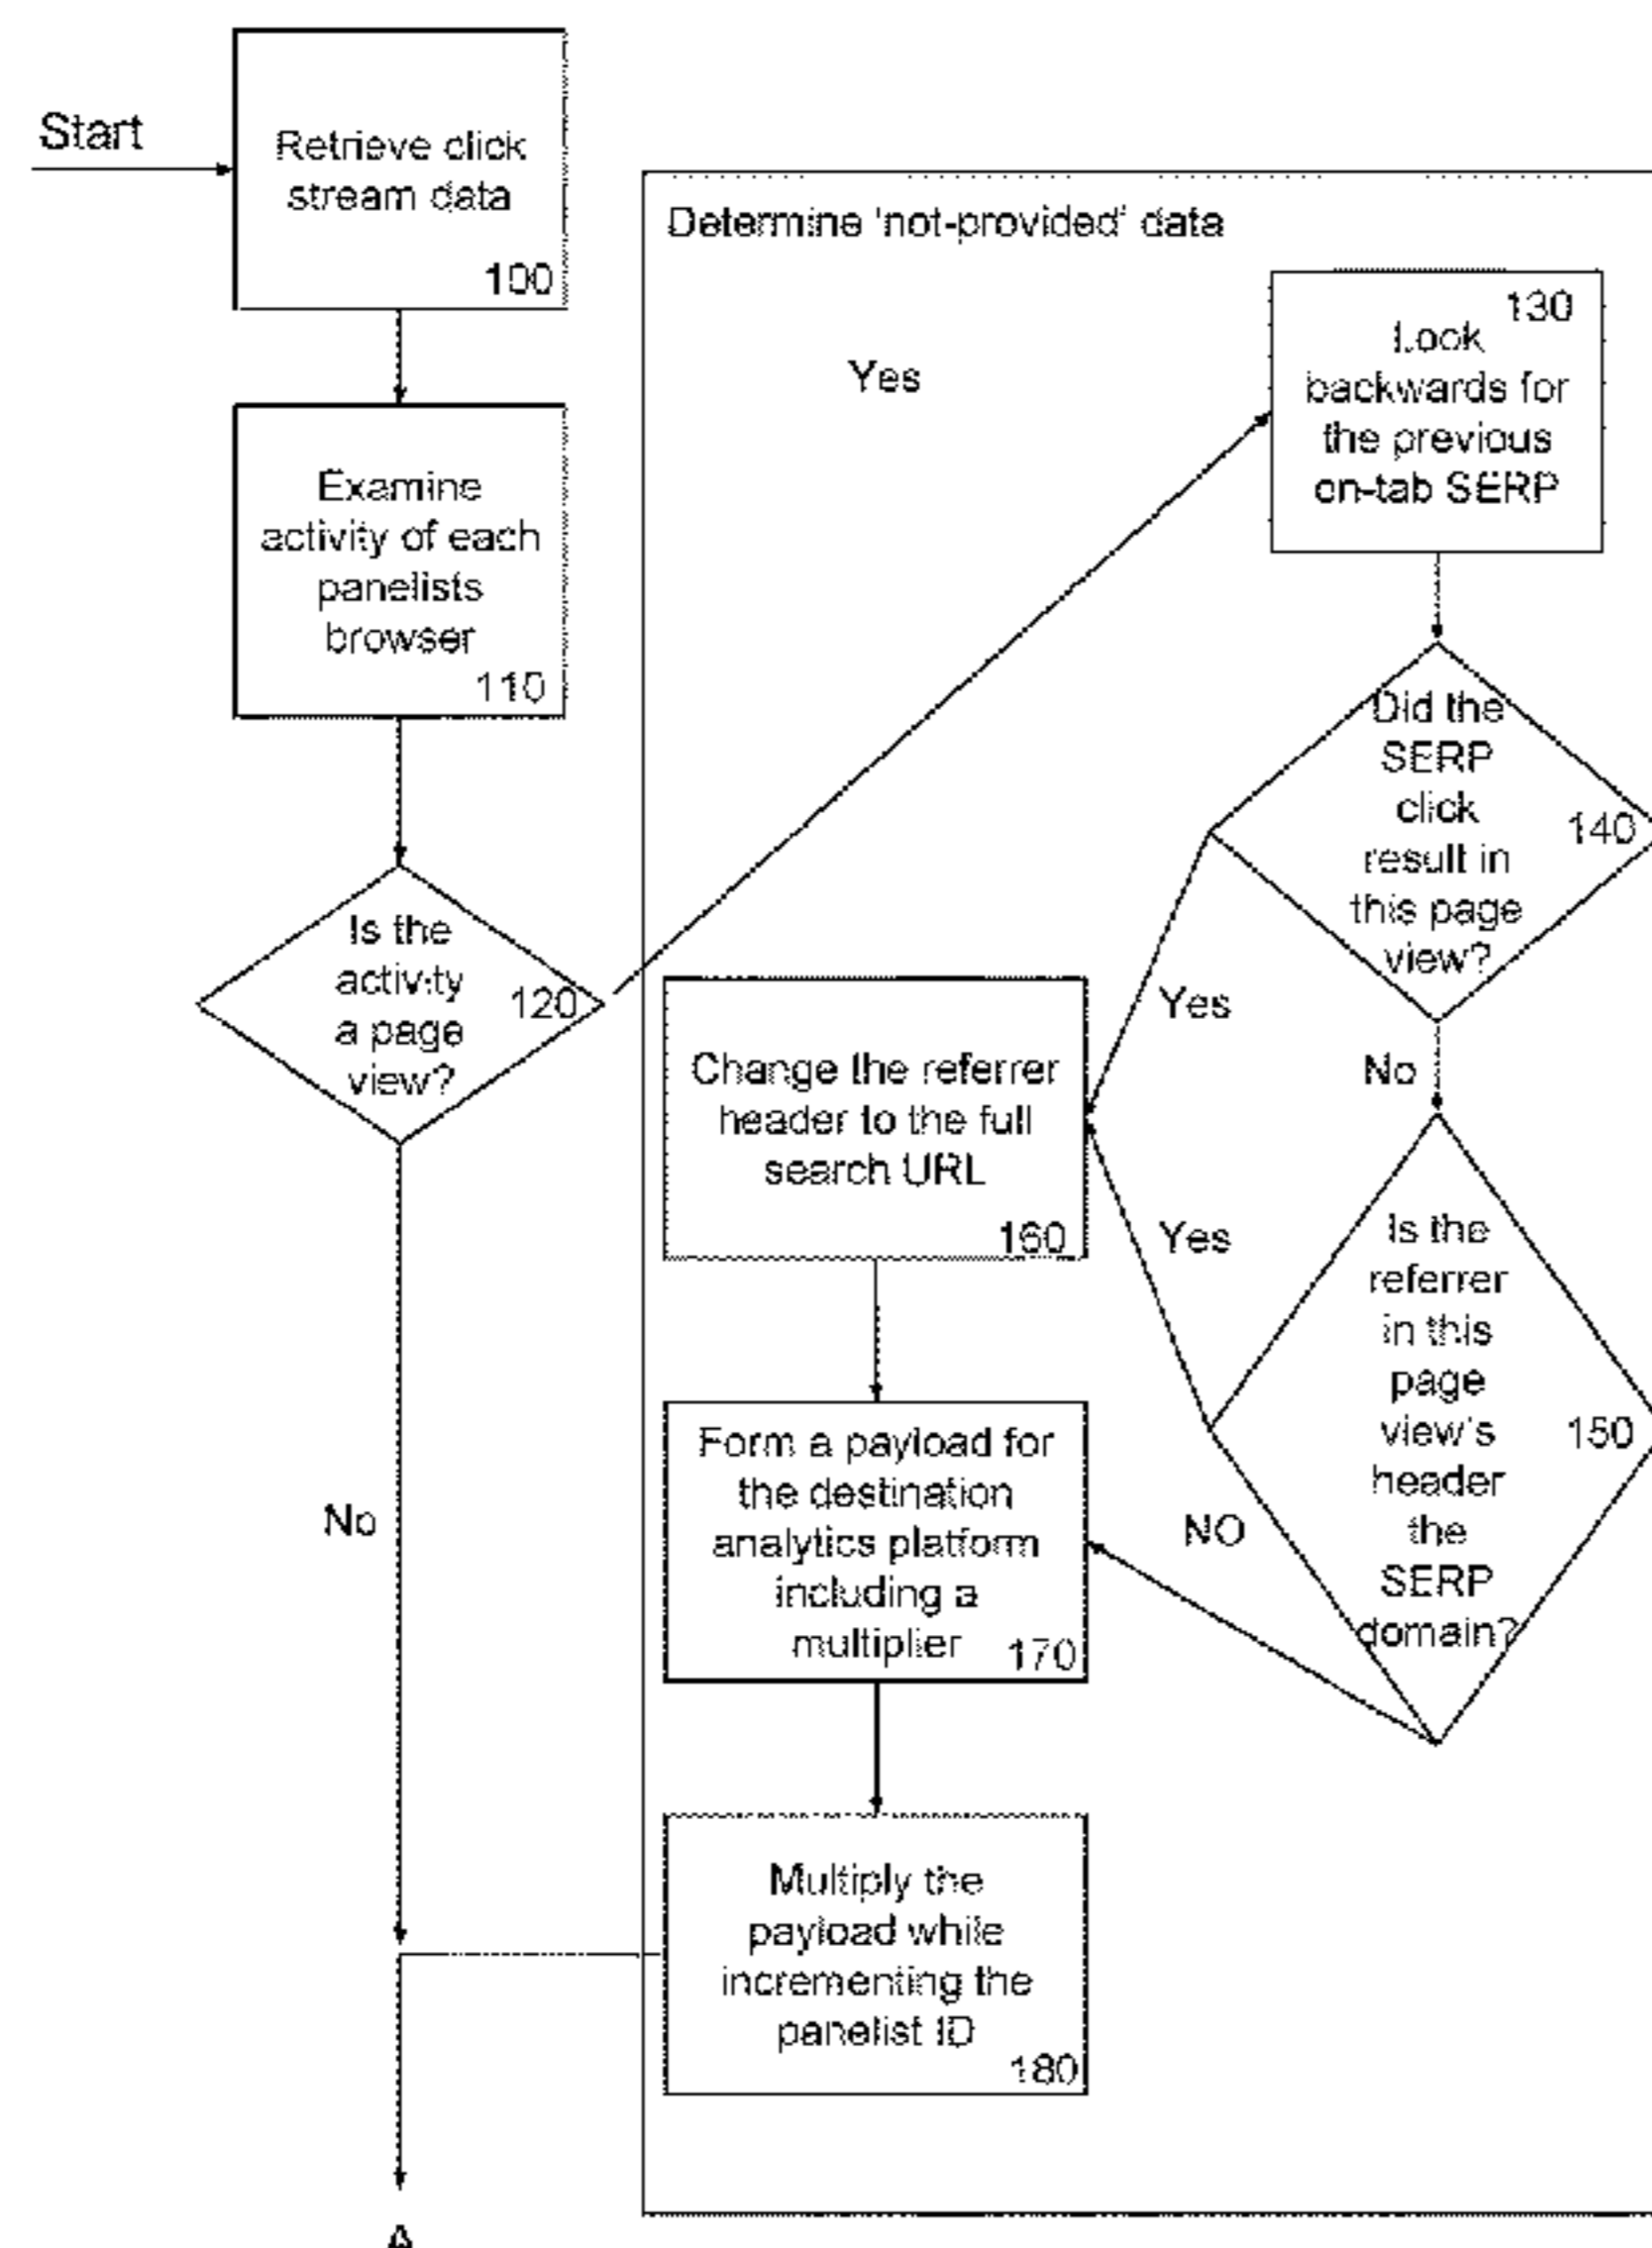 Start
Retrieve click
stream data
100
Determine 'not-provided' data
Yes
130
Look
backwards for
the previous
on-tab SERP
Examine
activity of each
panelists
browser
110
Did the
SERP
click
result in
this page
view?
140
Is the
activity
a page
view?
120
Yes
No
Change the referrer
header to the full
search URL
160
Yes
Is the
referrer
in this
page
view's
header
the
SERP
domain?
150
Form a payload for
the destination
analytics platform
including a
multiplier
170
No
NO
Multiply the
payload while
incrementing the
panelist ID
180
A